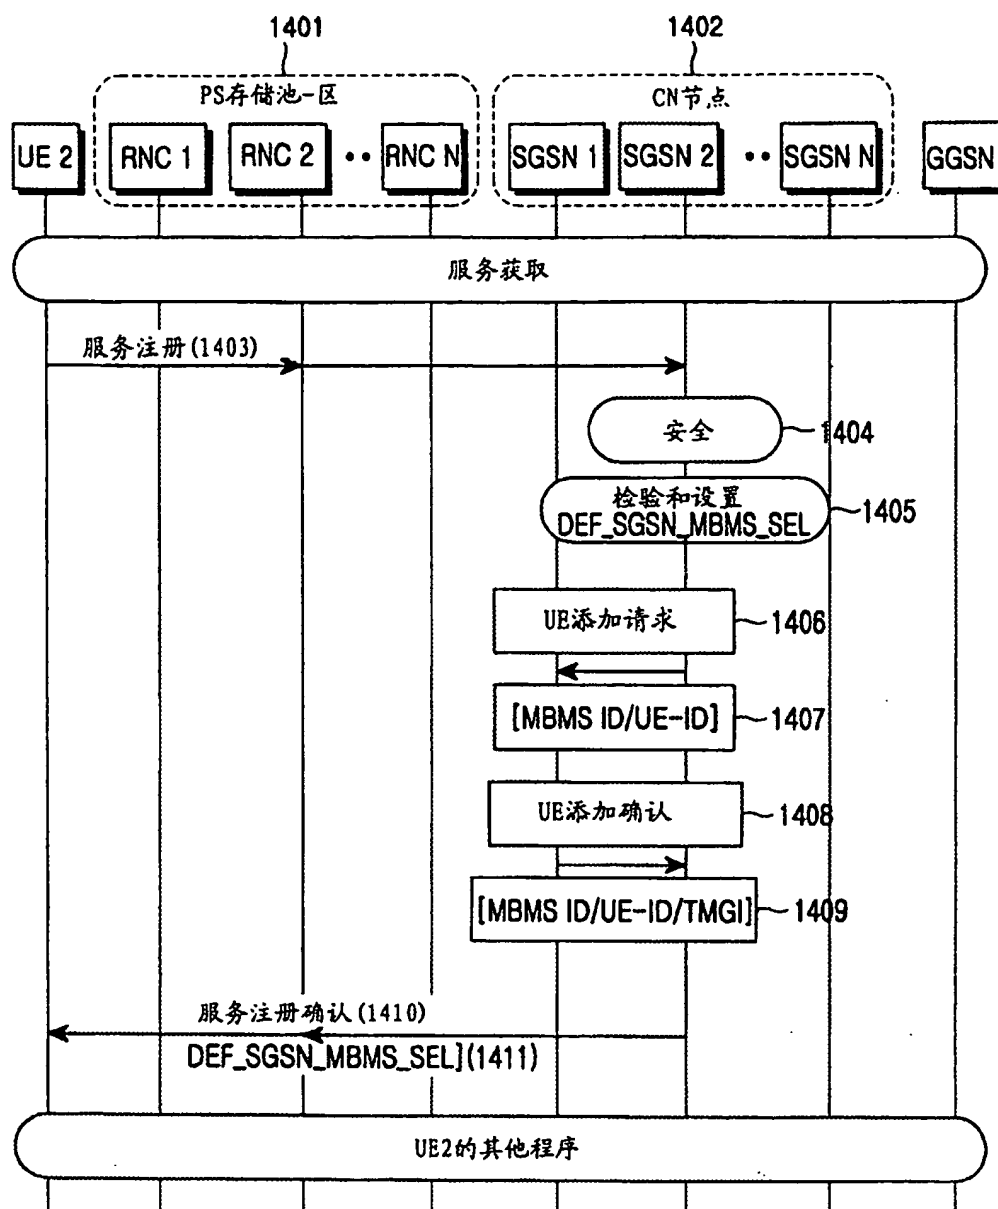 1401
1402
PS存储池-区
CN节点
UE 2
RNC 1
RNC 2
••
RNC N
SGSN 1
SGSN 2
••
SGSN N
GGSN
服务获取
服务注册(1403)
安全
1404
检验和设置
DEF_SGSN_MBMS_SEL
1405
UE添加请求
1406
[MBMS ID/UE-ID]
1407
UE添加确认
1408
[MBMS ID/UE-ID/TMGI]
1409
服务注册确认(1410)
DEF_SGSN_MBMS_SEL](1411)
UE2的其他程序